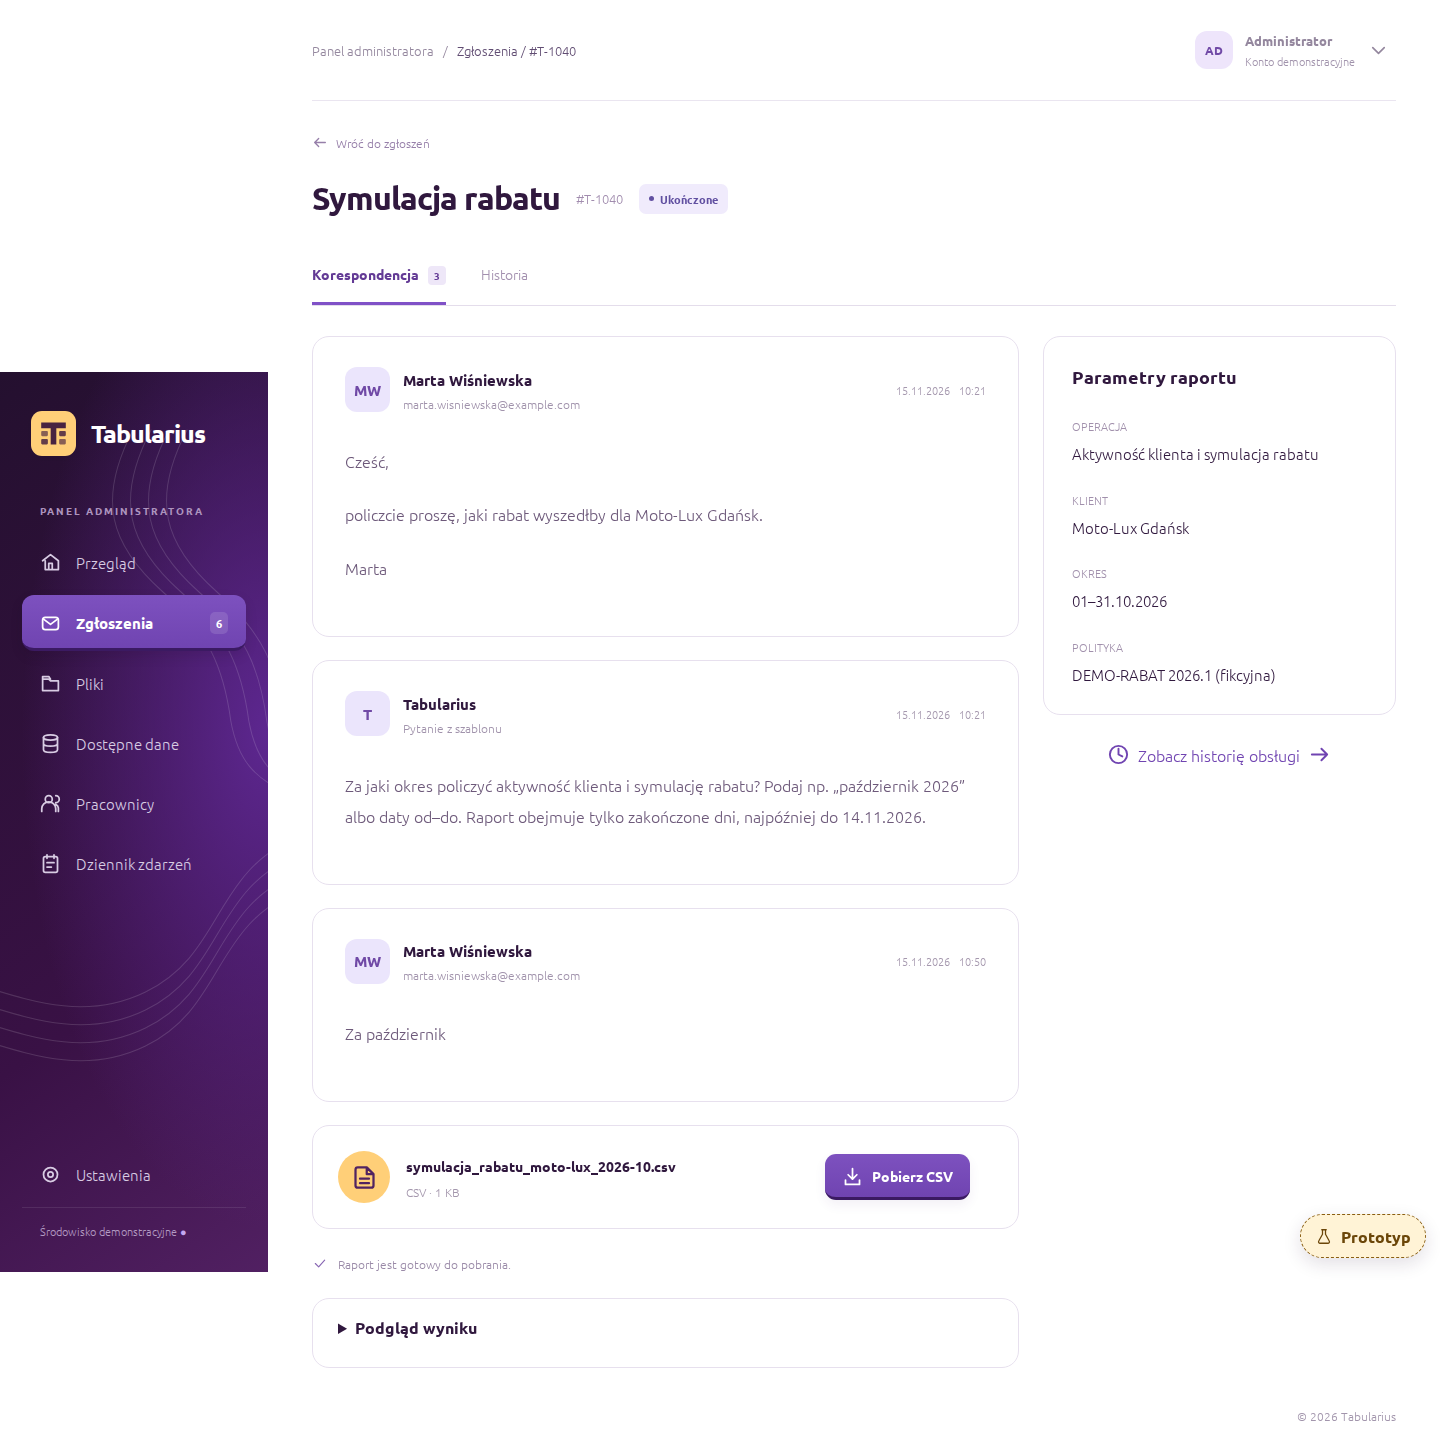 Panel administratora / Zgłoszenia / #T-1040
AD
Administrator
Konto demonstracyjne
Wróć do zgłoszeń
Symulacja rabatu #T-1040 Ukończone
Korespondencja 3 Historia
Tabularius
PANEL ADMINISTRATORA
Przegląd
Zgłoszenia 6
Pliki
Dostępne dane
Pracownicy
Dziennik zdarzeń
Ustawienia
Środowisko demonstracyjne
MW
Marta Wiśniewska
marta.wisniewska@example.com
15.11.2026 10:21
Cześć,
policzcie proszę, jaki rabat wyszedłby dla Moto-Lux Gdańsk.
Marta
T
Tabularius
Pytanie z szablonu
15.11.2026 10:21
Za jaki okres policzyć aktywność klienta i symulację rabatu? Podaj np. „październik 2026”
albo daty od–do. Raport obejmuje tylko zakończone dni, najpóźniej do 14.11.2026.
MW
Marta Wiśniewska
marta.wisniewska@example.com
15.11.2026 10:50
Za październik
symulacja_rabatu_moto-lux_2026-10.csv
CSV · 1 KB
Pobierz CSV
Raport jest gotowy do pobrania.
Podgląd wyniku
Parametry raportu
OPERACJA
Aktywność klienta i symulacja rabatu
KLIENT
Moto-Lux Gdańsk
OKRES
01–31.10.2026
POLITYKA
DEMO-RABAT 2026.1 (fikcyjna)
Zobacz historię obsługi
Prototyp
© 2026 Tabularius